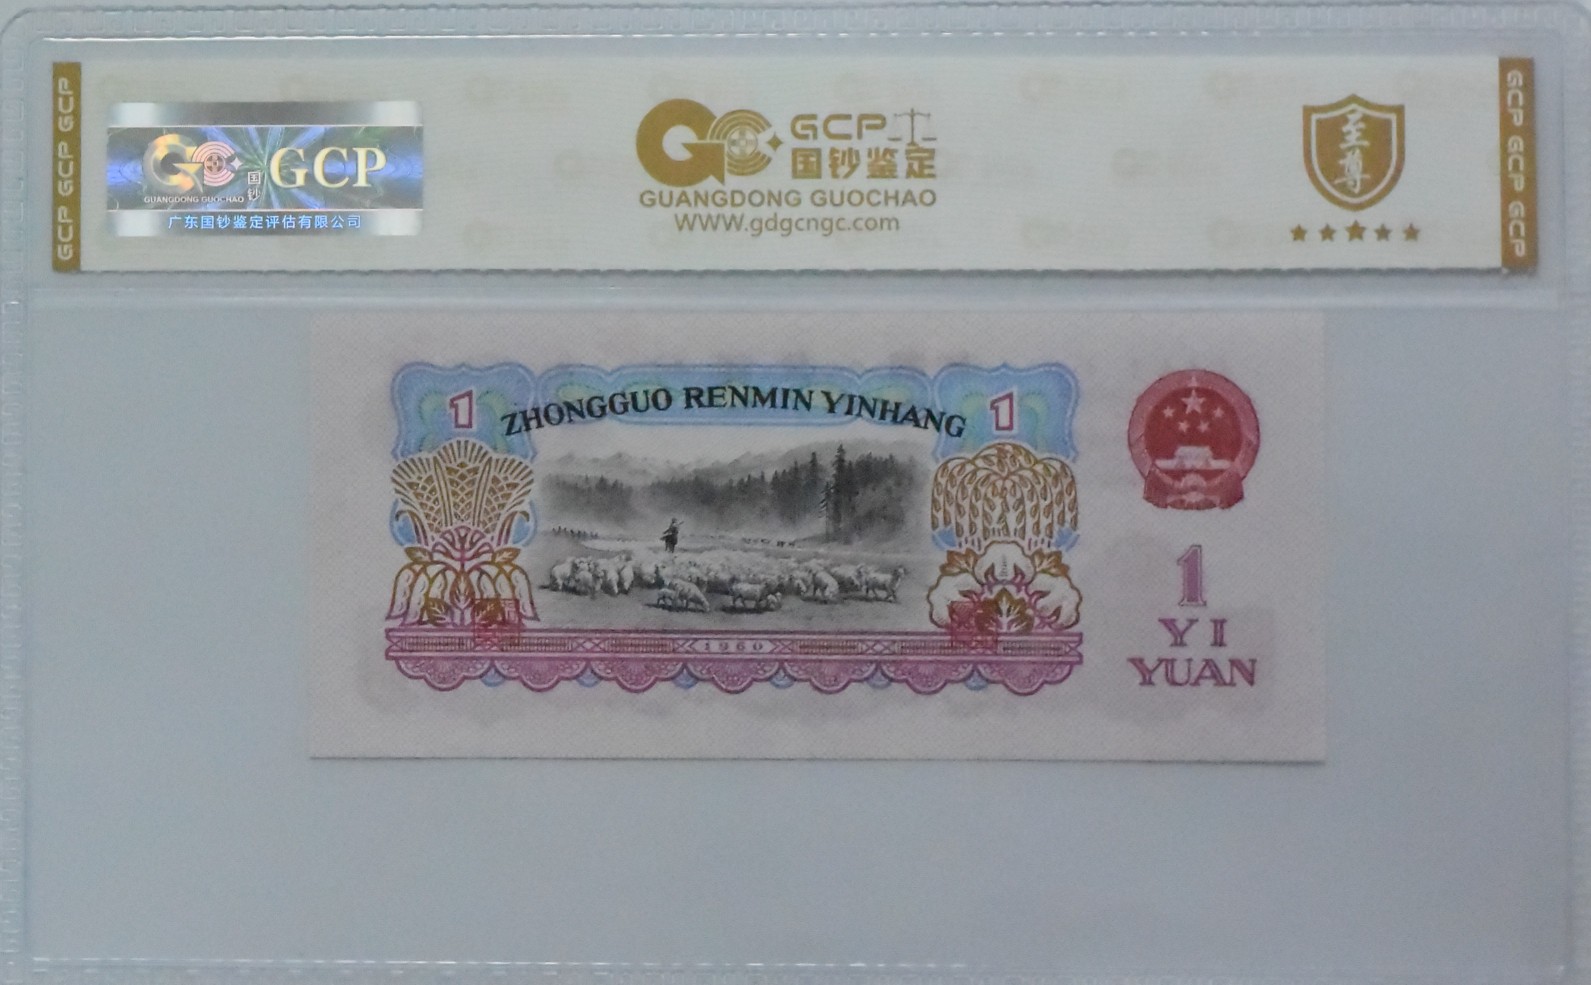 GCP GCP GCP
GCP
国钞
GUANGDONG GUOCHAO
广东国钞鉴定评估有限公司
GCP
国钞鉴定
GUANGDONG GUOCHAO
WWW.gdgcngc.com
至尊
GCP GCP GCP
1
ZHONGGUO RENMIN YINHANG
1
1960
1
YI
YUAN